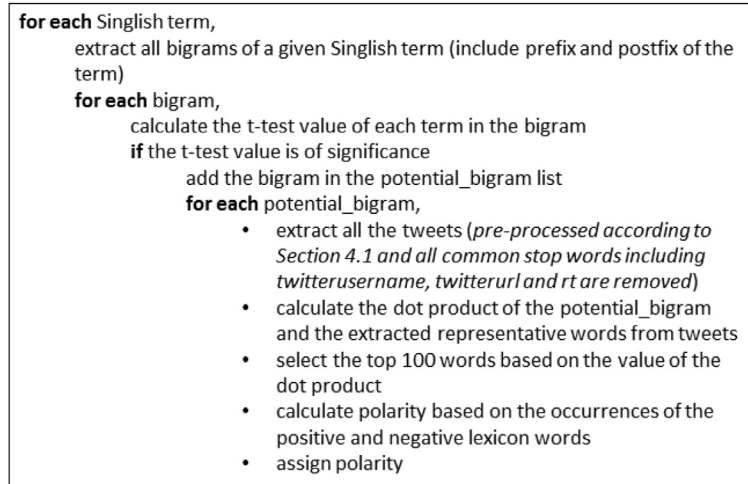 for each Singlish term,
extract all bigrams of a given Singlish term (include prefix and postfix of the
term)
for each bigram,
calculate the t-test value of each term in the bigram
if the t-test value is of significance
add the bigram in the potential_bigram list
for each potential_bigram,
• extract all the tweets (pre-processed according to
Section 4.1 and all common stop words including
twitterusername, twitterurl and rt are removed)
• calculate the dot product of the potential_bigram
and the extracted representative words from tweets
• select the top 100 words based on the value of the
dot product
• calculate polarity based on the occurrences of the
positive and negative lexicon words
• assign polarity